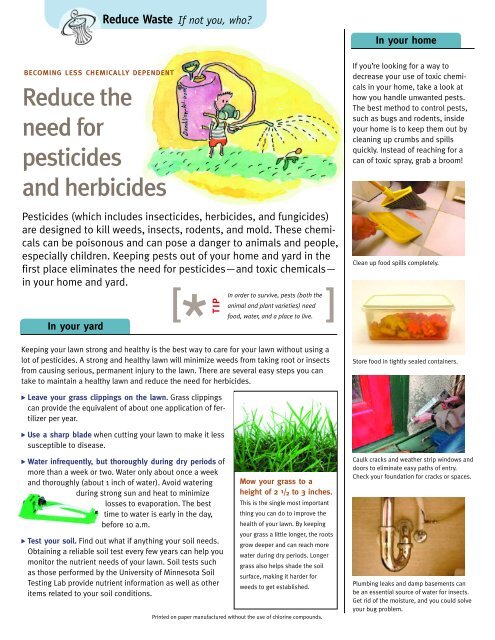 Reduce Waste If not you, who?
BECOMING LESS CHEMICALLY DEPENDENT
Reduce the
need for
pesticides
and herbicides
Pesticides (which includes insecticides, herbicides, and fungicides)
are designed to kill weeds, insects, rodents, and mold. These chemi-
cals can be poisonous and can pose a danger to animals and people,
especially children. Keeping pests out of your home and yard in the
first place eliminates the need for pesticides—and toxic chemicals—
in your home and yard.
[* TIP
In order to survive, pests (both the
animal and plant varieties) need
food, water, and a place to live. ]
In your yard
Keeping your lawn strong and healthy is the best way to care for your lawn without using a
lot of pesticides. A strong and healthy lawn will minimize weeds from taking root or insects
from causing serious, permanent injury to the lawn. There are several easy steps you can
take to maintain a healthy lawn and reduce the need for herbicides.
Leave your grass clippings on the lawn. Grass clippings
can provide the equivalent of about one application of fer-
tilizer per year.
Use a sharp blade when cutting your lawn to make it less
susceptible to disease.
Water infrequently, but thoroughly during dry periods of
more than a week or two. Water only about once a week
and thoroughly (about 1 inch of water). Avoid watering
during strong sun and heat to minimize
losses to evaporation. The best
time to water is early in the day,
before 10 a.m.
Test your soil. Find out what if anything your soil needs.
Obtaining a reliable soil test every few years can help you
monitor the nutrient needs of your lawn. Soil tests such
as those performed by the University of Minnesota Soil
Testing Lab provide nutrient information as well as other
items related to your soil conditions.
Mow your grass to a
height of 2 1/2 to 3 inches.
This is the single most important
thing you can do to improve the
health of your lawn. By keeping
your grass a little longer, the roots
grow deeper and can reach more
water during dry periods. Longer
grass also helps shade the soil
surface, making it harder for
weeds to get established.
In your home
If you're looking for a way to
decrease your use of toxic chemi-
cals in your home, take a look at
how you handle unwanted pests.
The best method to control pests,
such as bugs and rodents, inside
your home is to keep them out by
cleaning up crumbs and spills
quickly. Instead of reaching for a
can of toxic spray, grab a broom!
Clean up food spills completely.
Store food in tightly sealed containers.
Caulk cracks and weather strip windows and
doors to eliminate easy paths of entry.
Check your foundation for cracks or spaces.
Plumbing leaks and damp basements can
be an essential source of water for insects.
Get rid of the moisture, and you could solve
your bug problem.
Printed on paper manufactured without the use of chlorine compounds.